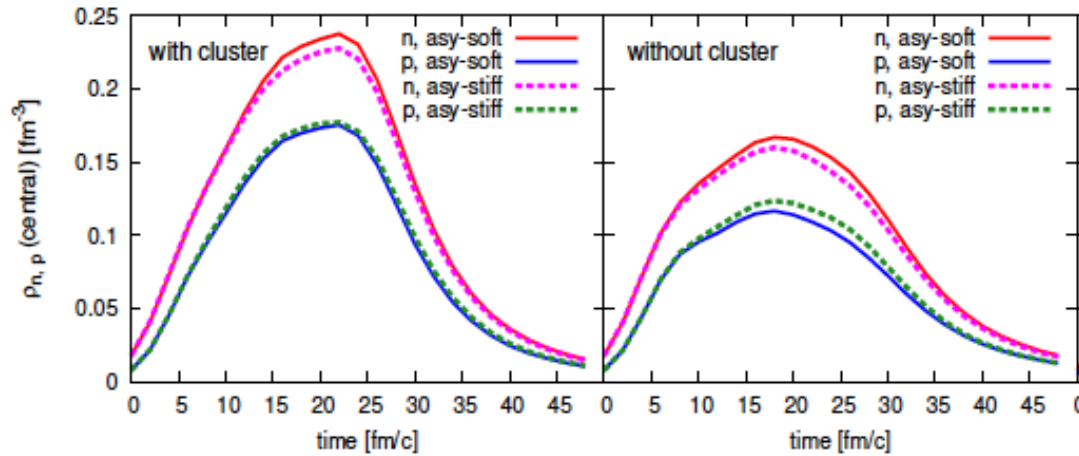 0.25
0.2
0.15
0.1
0.05
0
ρn, p (central) [fm-3]
with cluster
n, asy-soft
p, asy-soft
n, asy-stiff
p, asy-stiff
0 5 10 15 20 25 30 35 40 45
time [fm/c]
without cluster
n, asy-soft
p, asy-soft
n, asy-stiff
p, asy-stiff
0 5 10 15 20 25 30 35 40 45 0
time [fm/c]